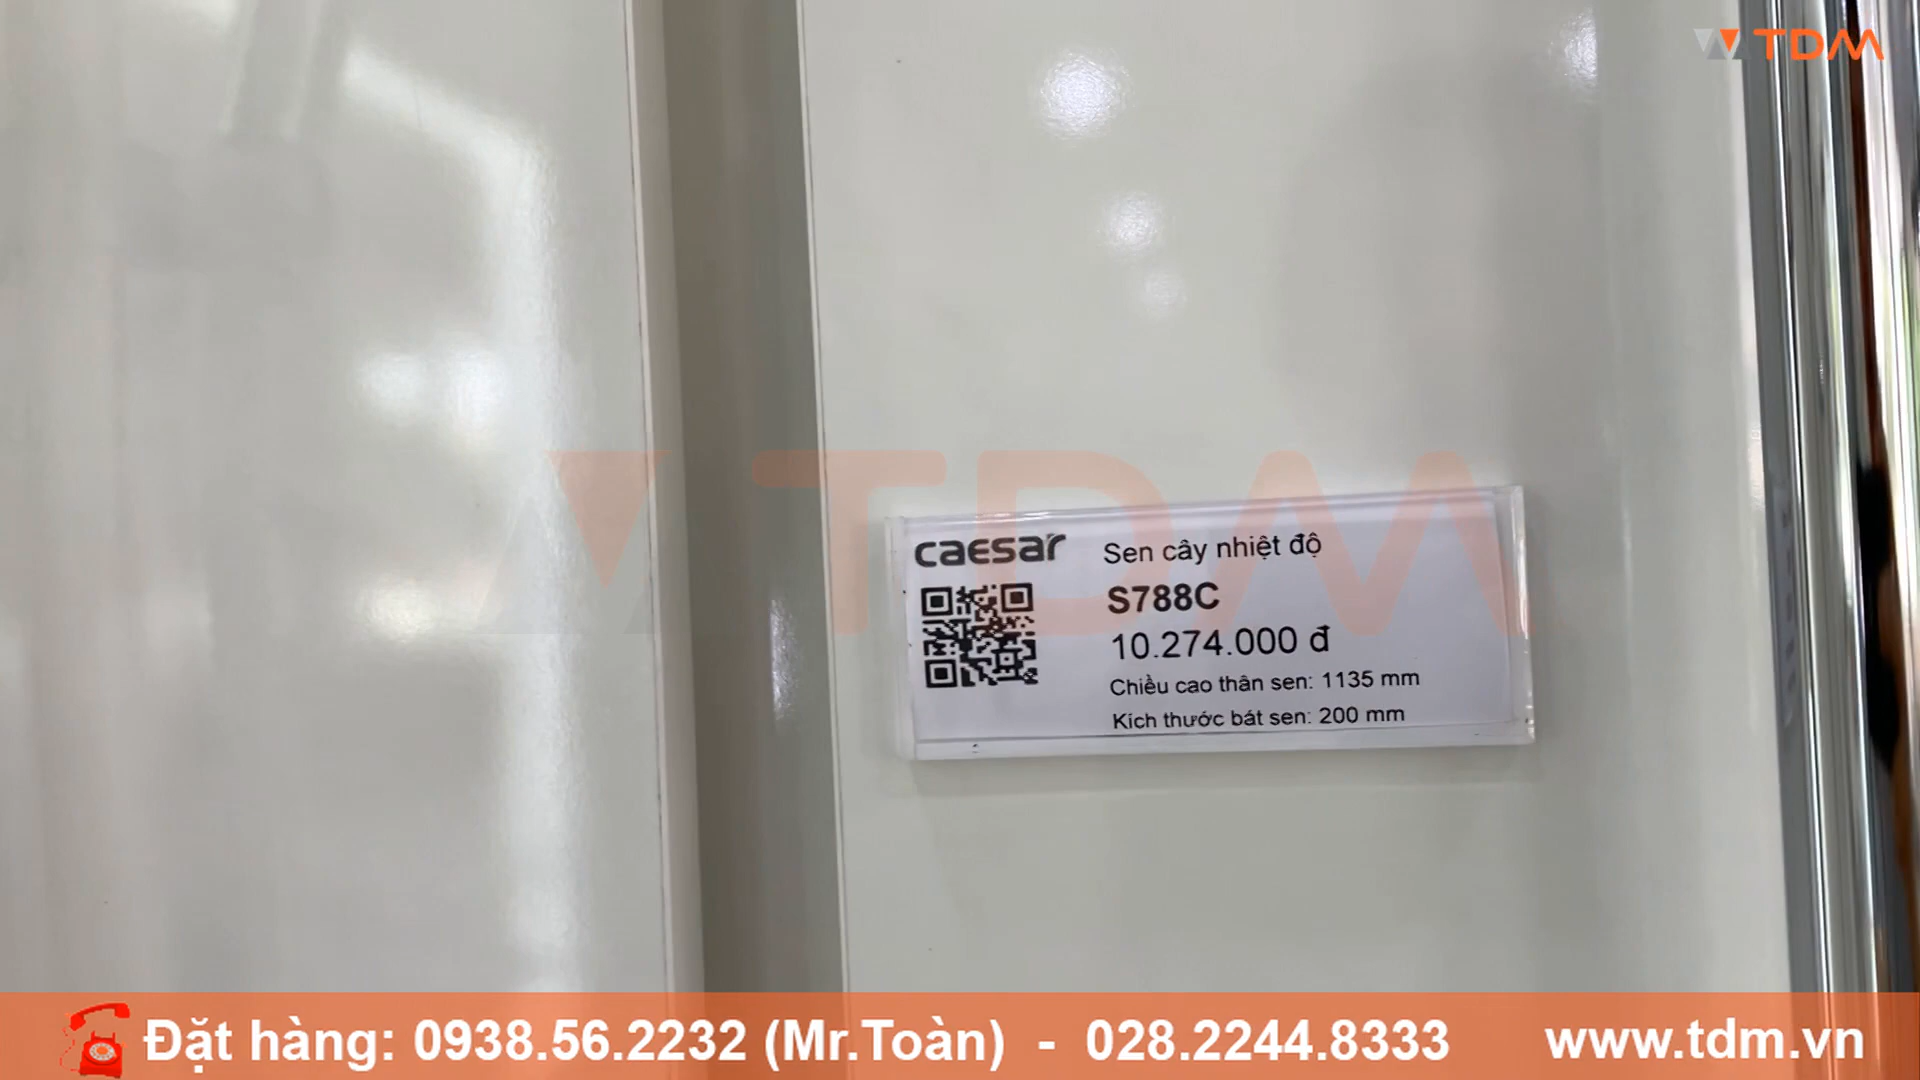 TDM
TDM
caesar
Sen cây nhiệt độ
S788C
10.274.000 đ
Chiều cao thân sen: 1135 mm
Kích thước bát sen: 200 mm
Đặt hàng: 0938.56.2232 (Mr.Toàn) - 028.2244.8333 www.tdm.vn